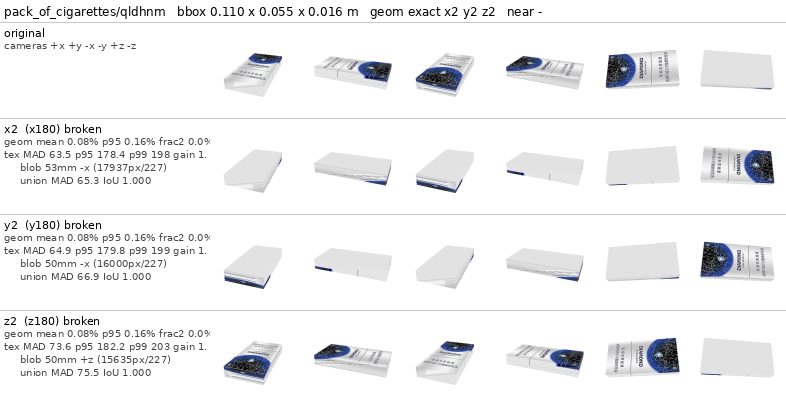 pack_of_cigarettes/qldhnm bbox 0.110 x 0.055 x 0.016 m geom exact x2 y2 z2 near -
original
cameras +x +y -x -y +z -z
DIAMOND
x2 (x180) broken
geom mean 0.08% p95 0.16% frac2 0.0%
tex MAD 63.5 p95 178.4 p99 198 gain 1.
blob 53mm -x (17937px/227)
union MAD 65.3 IoU 1.000
DIAMOND
y2 (y180) broken
geom mean 0.08% p95 0.16% frac2 0.0%
tex MAD 64.9 p95 179.8 p99 199 gain 1.
blob 50mm -x (16000px/227)
union MAD 66.9 IoU 1.000
DIAMOND
z2 (z180) broken
geom mean 0.08% p95 0.16% frac2 0.0%
tex MAD 73.6 p95 182.2 p99 203 gain 1.
blob 50mm +z (15635px/227)
union MAD 75.5 IoU 1.000
DIAMOND